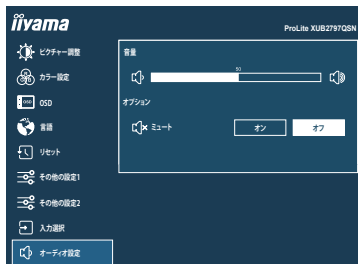 iiyama
ProLite XUB2797QSN
ピクチャー調整
カラー設定
OSD
OSD
言語
リセット
その他の設定1
その他の設定2
入力選択
オーディオ設定
音量
50
オプション
ミュート
オン
オフ